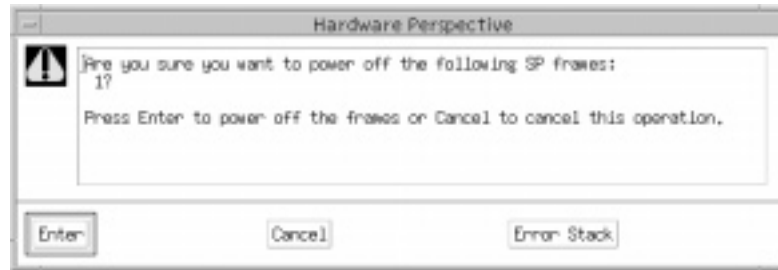 Hardware Perspective
Are you sure you want to power off the following SP frames:
1?
Press Enter to power off the frames or Cancel to cancel this operation.
Enter
Cancel
Error Stack